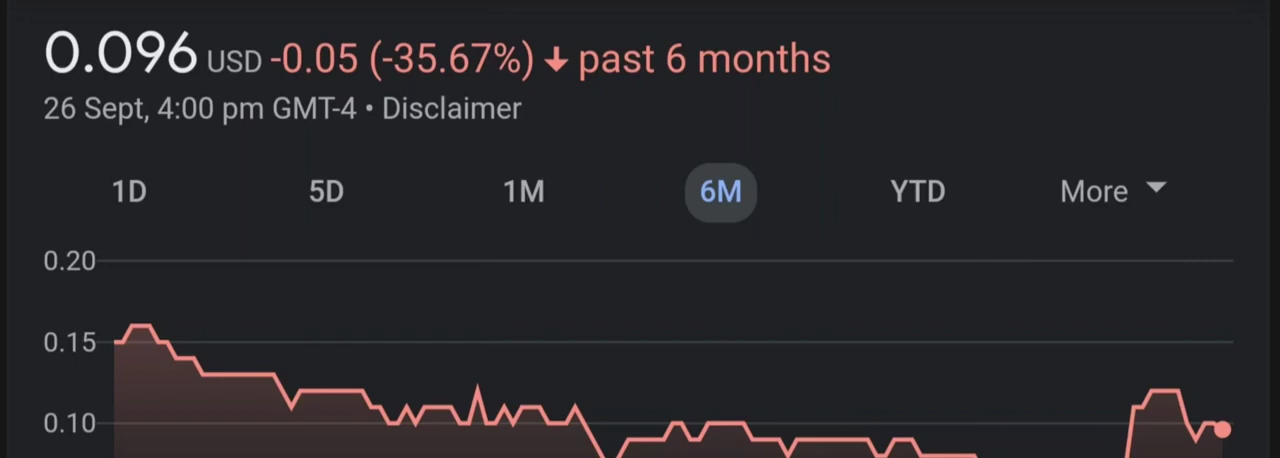 0.096 USD -0.05 (-35.67%) ↓ past 6 months
26 Sept, 4:00 pm GMT-4 • Disclaimer
1D 5D 1M 6M YTD More
0.20
0.15
0.10